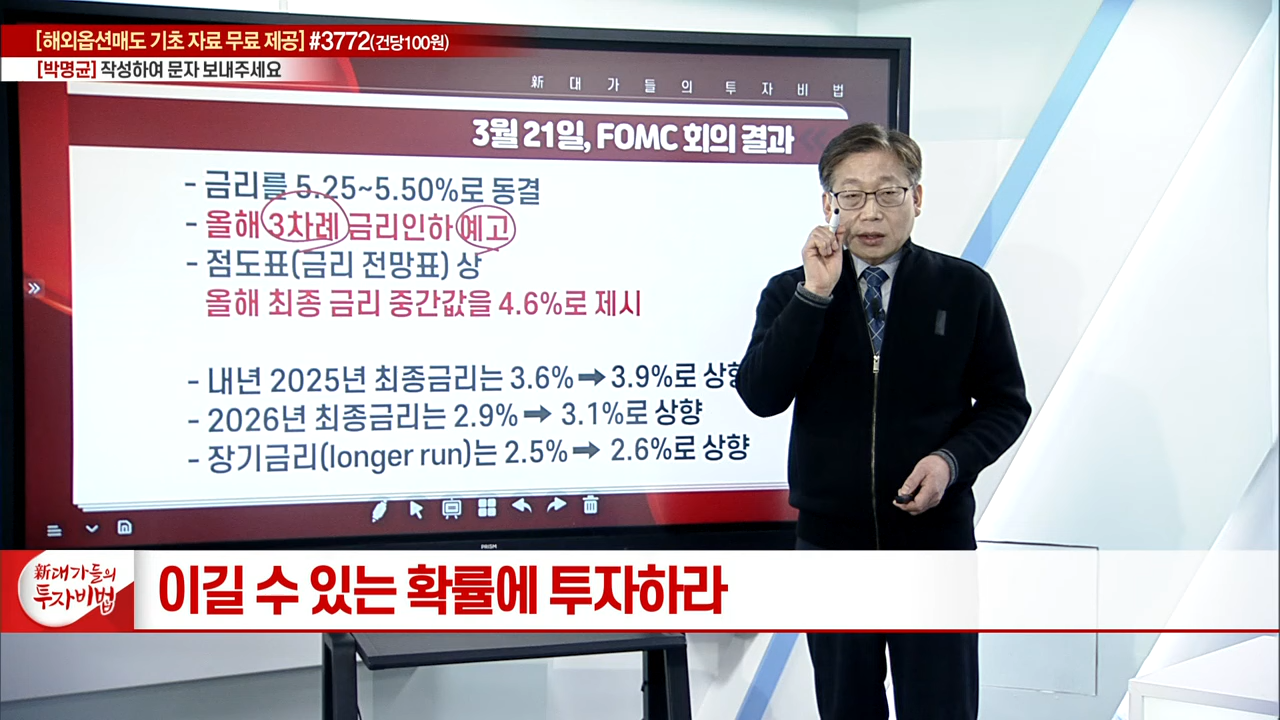 [해외옵션매도 기초 자료 무료 제공] #3772(건당100원)
[박명균] 작성하여 문자 보내주세요
新 대가들의 투자비법
3월 21일, FOMC 회의 결과
- 금리를 5.25~5.50%로 동결
- 올해 3차례 금리인하 예고
- 점도표(금리 전망표) 상
올해 최종 금리 중간값을 4.6%로 제시
- 내년 2025년 최종금리는 3.6% → 3.9%로 상향
- 2026년 최종금리는 2.9% → 3.1%로 상향
- 장기금리(longer run)는 2.5% → 2.6%로 상향
PRISM
新대가들의
투자비법
이길 수 있는 확률에 투자하라